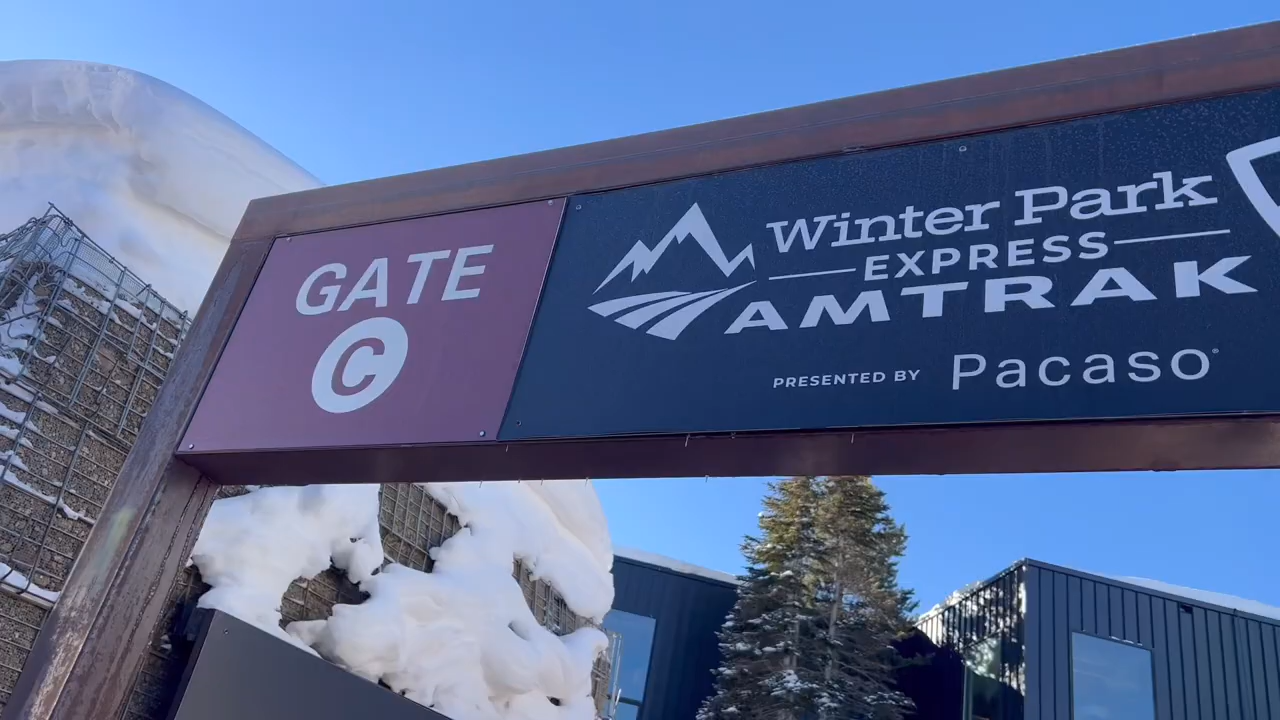 GATE
C
Winter Park
EXPRESS
AMTRAK
PRESENTED BY Pacaso